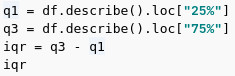 q1 = df.describe().loc["25%"]
q3 = df.describe().loc["75%"]
iqr = q3 - q1
iqr